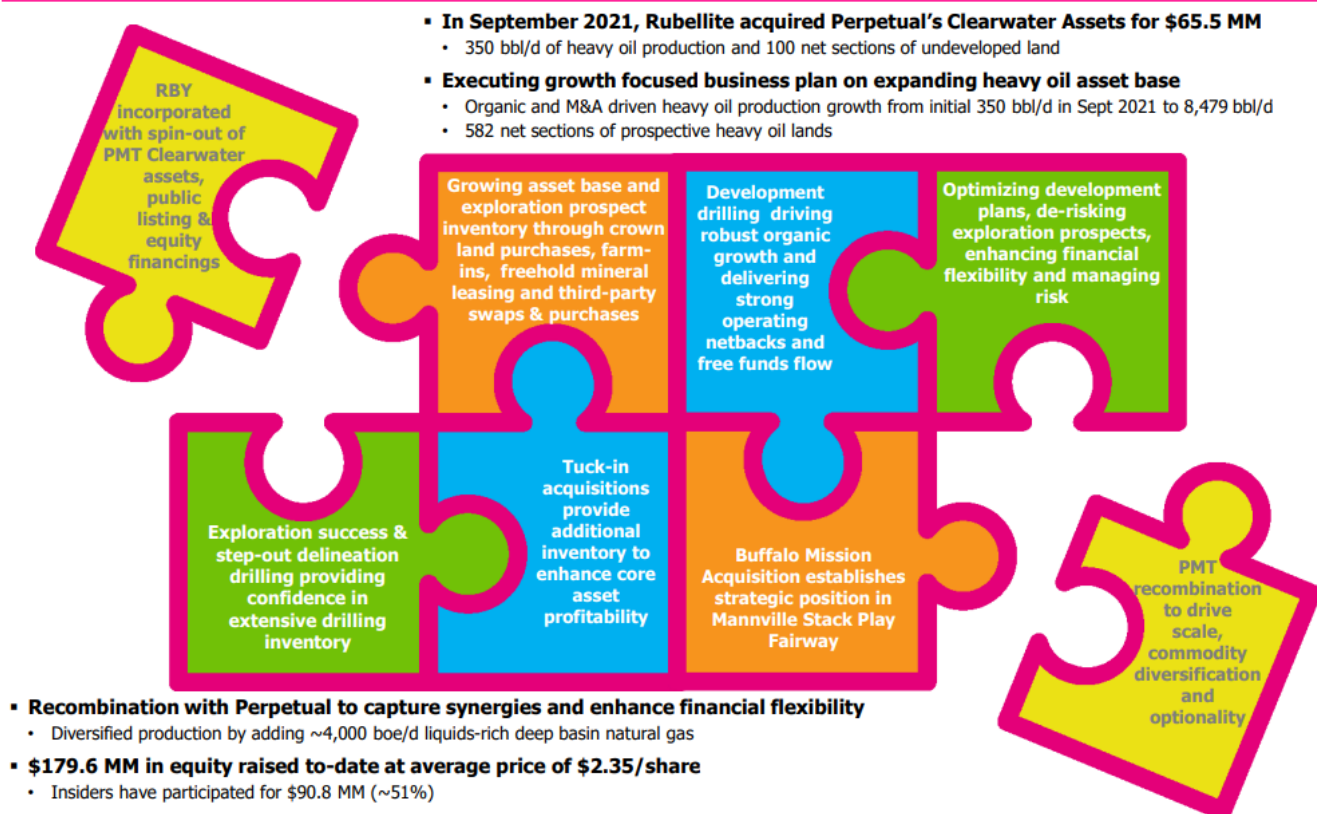 ▪ In September 2021, Rubellite acquired Perpetual's Clearwater Assets for $65.5 MM
• 350 bbl/d of heavy oil production and 100 net sections of undeveloped land
▪ Executing growth focused business plan on expanding heavy oil asset base
• Organic and M&A driven heavy oil production growth from initial 350 bbl/d in Sept 2021 to 8,479 bbl/d
• 582 net sections of prospective heavy oil lands
RBY
incorporated
with spin-out of
PMT Clearwater
assets,
public
listing &
equity
financings
Growing asset base and
exploration prospect
inventory through crown
land purchases, farm-
ins, freehold mineral
leasing and third-party
swaps & purchases
Development
drilling driving
robust organic
growth and
delivering
strong
operating
netbacks and
free funds flow
Optimizing development
plans, de-risking
exploration prospects,
enhancing financial
flexibility and managing
risk
Exploration success &
step-out delineation
drilling providing
confidence in
extensive drilling
inventory
Tuck-in
acquisitions
provide
additional
inventory to
enhance core
asset
profitability
Buffalo Mission
Acquisition establishes
strategic position in
Mannville Stack Play
Fairway
PMT
recombination
to drive
scale,
commodity
diversification
and
optionality
▪ Recombination with Perpetual to capture synergies and enhance financial flexibility
• Diversified production by adding ~4,000 boe/d liquids-rich deep basin natural gas
▪ $179.6 MM in equity raised to-date at average price of $2.35/share
• Insiders have participated for $90.8 MM (~51%)